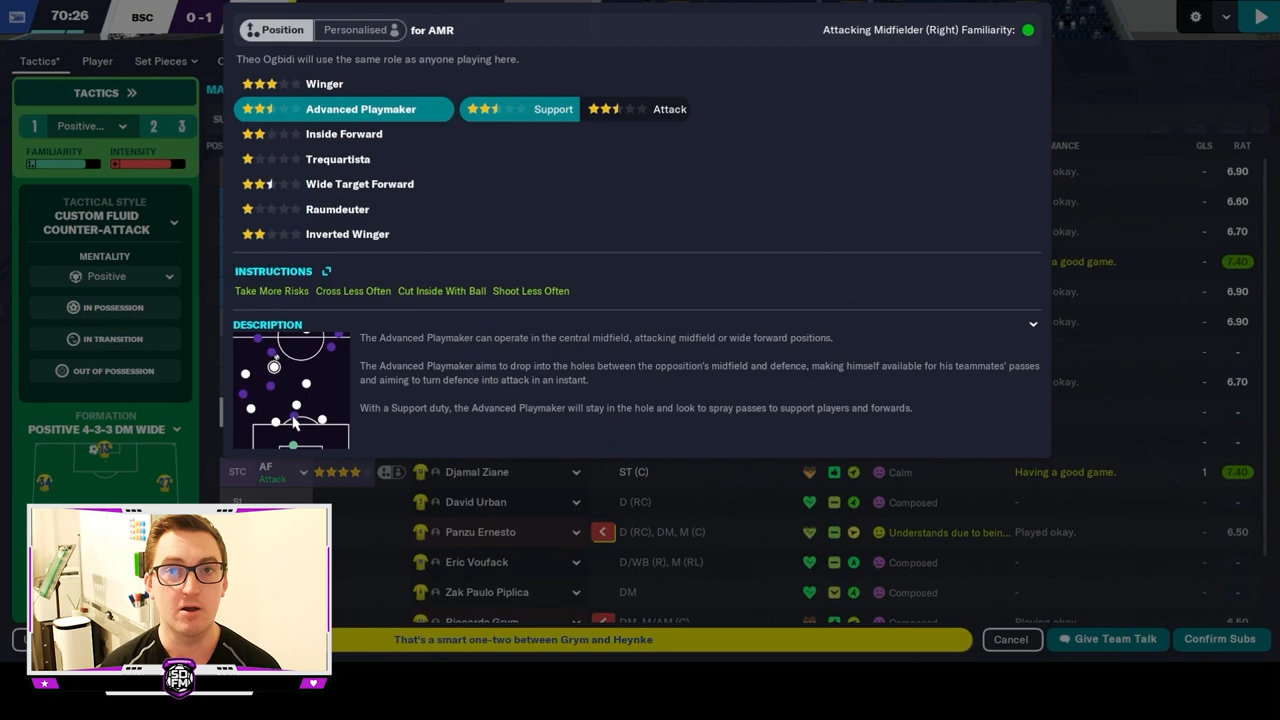 70:26 BSC 0 - 1
Position Personalised for AMR Attacking Midfielder (Right) Familiarity:
Tactics* Player Set Pieces
Theo Ogbidi will use the same role as anyone playing here.
TACTICS
Winger
Advanced Playmaker Support Attack
1 Positive... 2 3
Inside Forward
FAMILIARITY INTENSITY
GLS RAT
Trequartista
okay. - 6.90
Wide Target Forward
TACTICAL STYLE
okay. - 6.60
CUSTOM FLUID
COUNTER-ATTACK
Raumdeuter
okay. - 6.70
Inverted Winger
MENTALITY
a good game. - 7.40
Positive
INSTRUCTIONS
Take More Risks Cross Less Often Cut Inside With Ball Shoot Less Often
okay. - 6.90
IN POSSESSION
okay. - 6.90
DESCRIPTION
IN TRANSITION
The Advanced Playmaker can operate in the central midfield, attacking midfield or wide forward positions.
OUT OF POSSESSION
The Advanced Playmaker aims to drop into the holes between the opposition's midfield and defence, making himself available for his teammates' passes
and aiming to turn defence into attack in an instant.
okay. - 6.70
With a Support duty, the Advanced Playmaker will stay in the hole and look to spray passes to support players and forwards.
FORMATION
POSITIVE 4-3-3 DM WIDE
STC AF Attack Djamal Ziane ST (C) Calm Having a good game. 1 7.40
S1 David Urban D (RC) Composed - - -
Panzu Ernesto D (RC), DM, M (C) Understands due to bein... Played okay. - 6.50
Eric Voufack D/WB (R), M (RL) Composed - - -
Zak Paulo Piplica DM Composed - - -
Riccardo Grym
That's a smart one-two between Grym and Heynke
Cancel Give Team Talk Confirm Subs
SD
FM